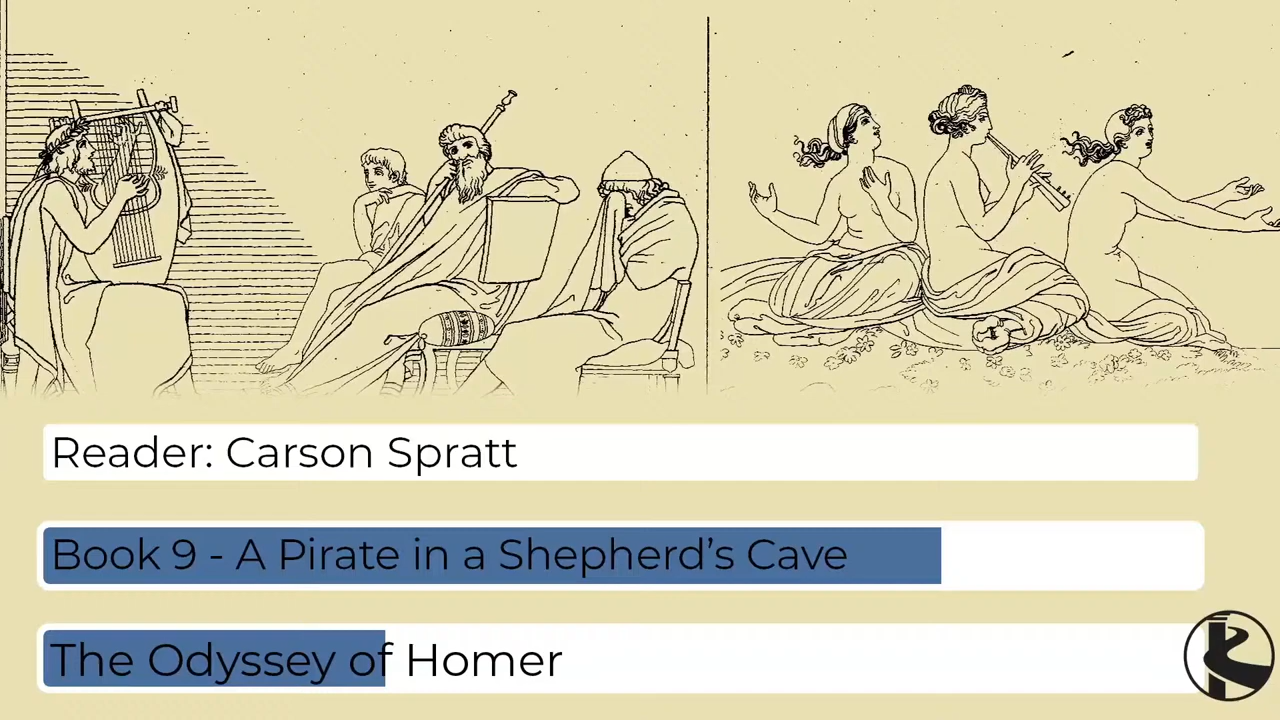 Reader: Carson Spratt
Book 9 - A Pirate in a Shepherd’s Cave
The Odyssey of Homer